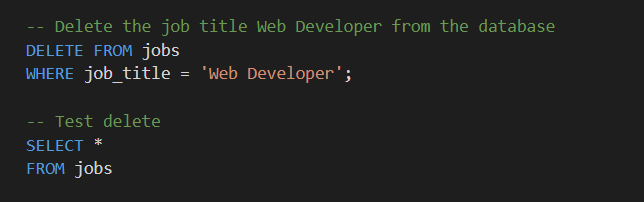 -- Delete the job title Web Developer from the database
DELETE FROM jobs
WHERE job_title = 'Web Developer';
-- Test delete
SELECT *
FROM jobs